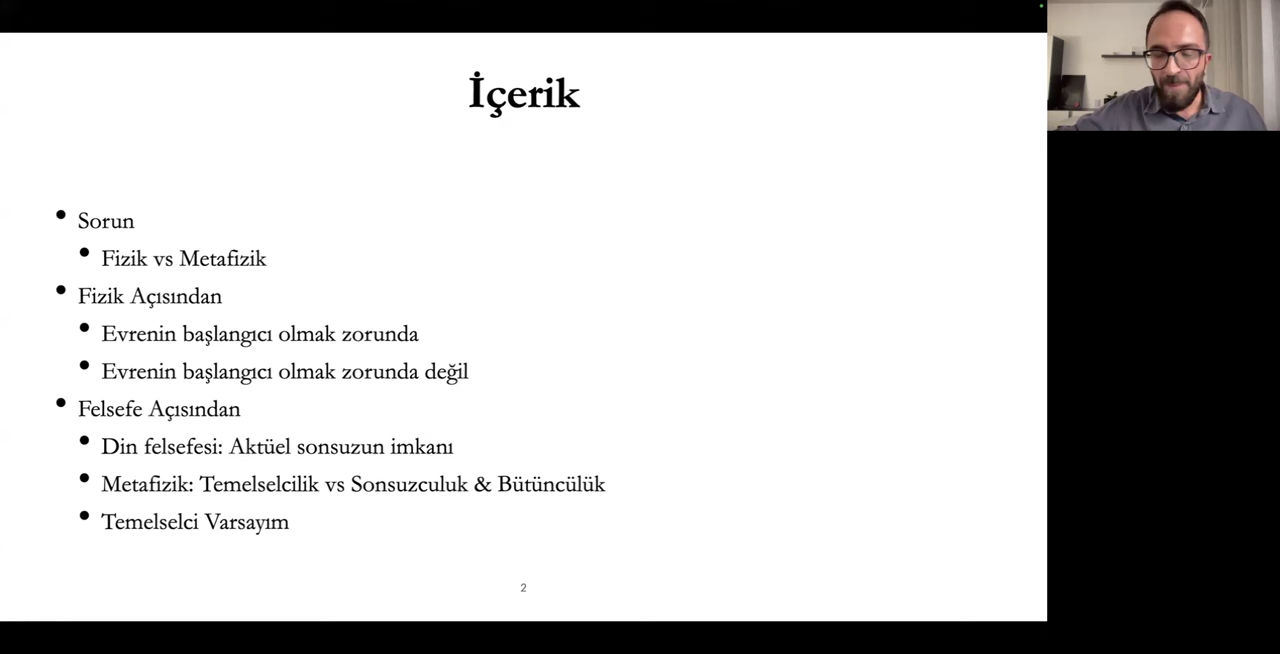 İçerik
• Sorun
• Fizik vs Metafizik
• Fizik Açısından
• Evrenin başlangıcı olmak zorunda
• Evrenin başlangıcı olmak zorunda değil
• Felsefe Açısından
• Din felsefesi: Aktüel sonsuzun imkanı
• Metafizik: Temelselcilik vs Sonsuzculuk & Bütüncülük
• Temelselci Varsayım
2